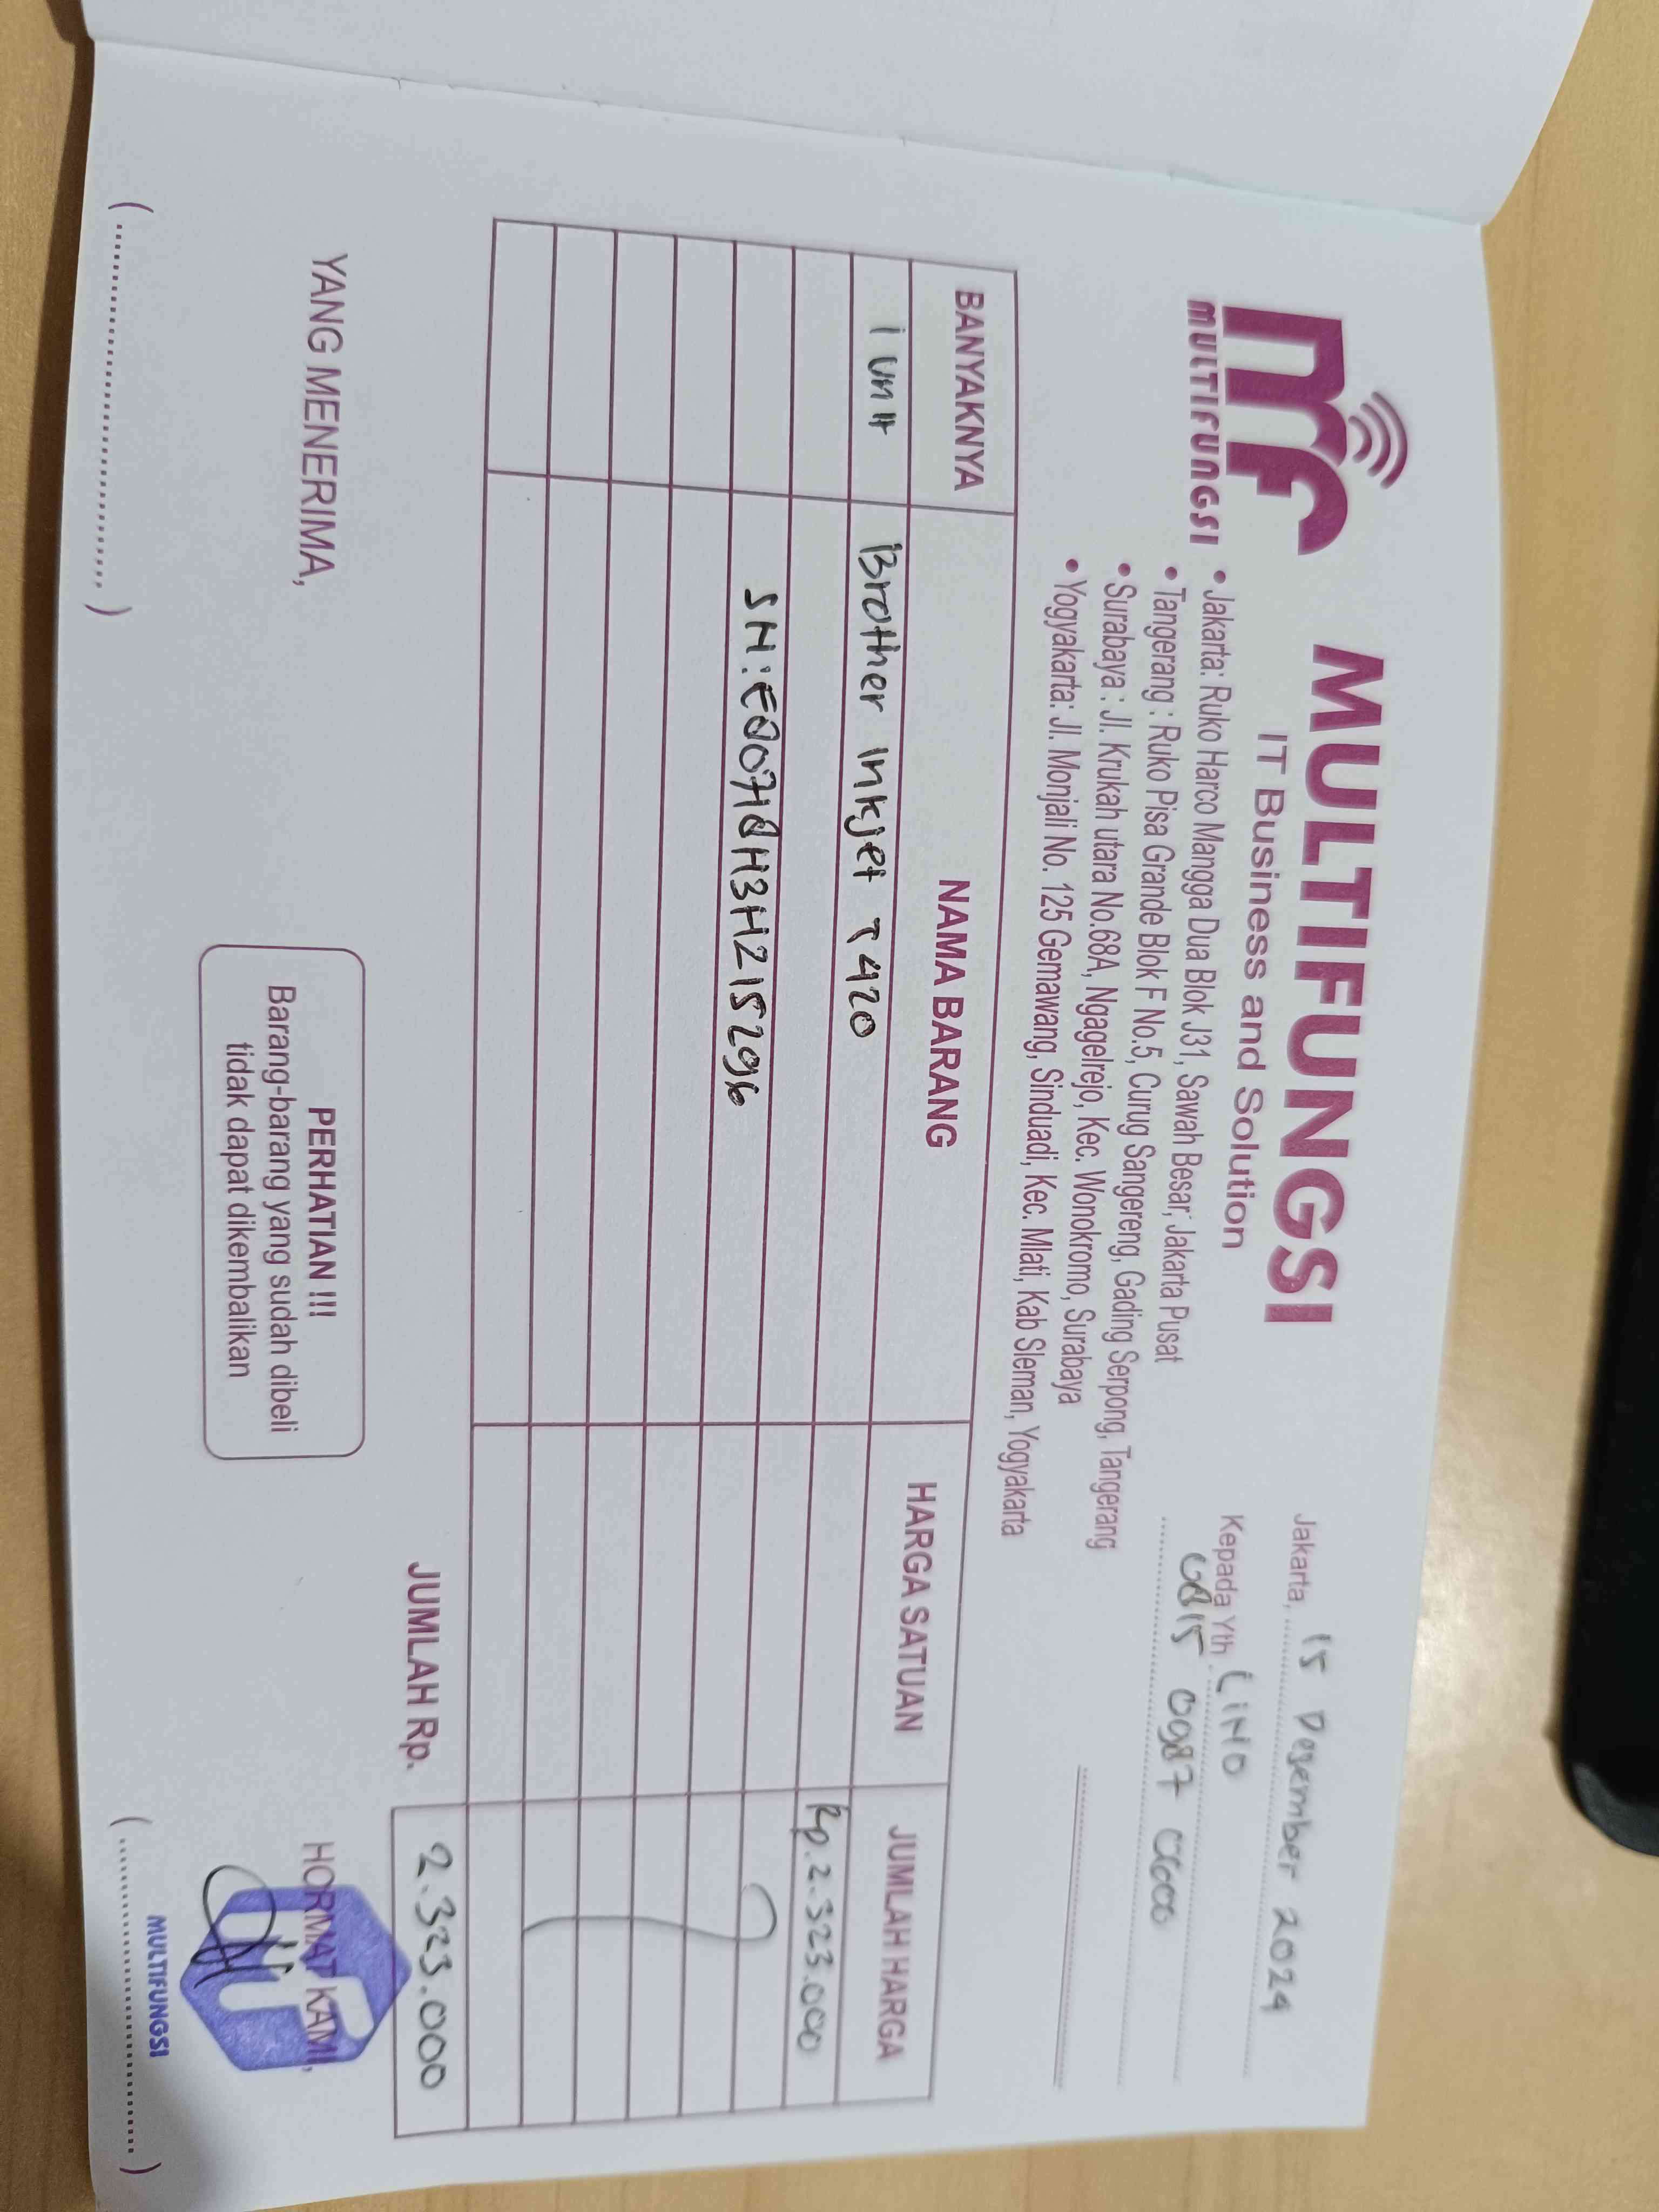 mf
MULTIFUNGSI
MULTIFUNGSI
IT Business and Solution
• Jakarta: Ruko Harco Mangga Dua Blok J31, Sawah Besar, Jakarta Pusat
• Tangerang : Ruko Pisa Grande Blok F No.5, Curug Sangereng, Gading Serpong, Tangerang
• Surabaya : Jl. Krukah utara No.68A, Ngagelrejo, Kec. Wonokromo, Surabaya
• Yogyakarta: Jl. Monjali No. 125 Gemawang, Sinduadi, Kec. Mlati, Kab Sleman, Yogyakarta
Jakarta, 15 Desember 2024
Kepada Yth. LINO
0815 0987
BANYAKNYA NAMA BARANG HARGA SATUAN JUMLAH HARGA
1 unit Brother Inkjet T420 Rp. 2.323.000
SN: E80718H3H215296
JUMLAH Rp. 2.323.000
YANG MENERIMA,
(........................................)
PERHATIAN !!!
Barang-barang yang sudah dibeli
tidak dapat dikembalikan
HORMAT KAMI,
MULTIFUNGSI
(........................................)